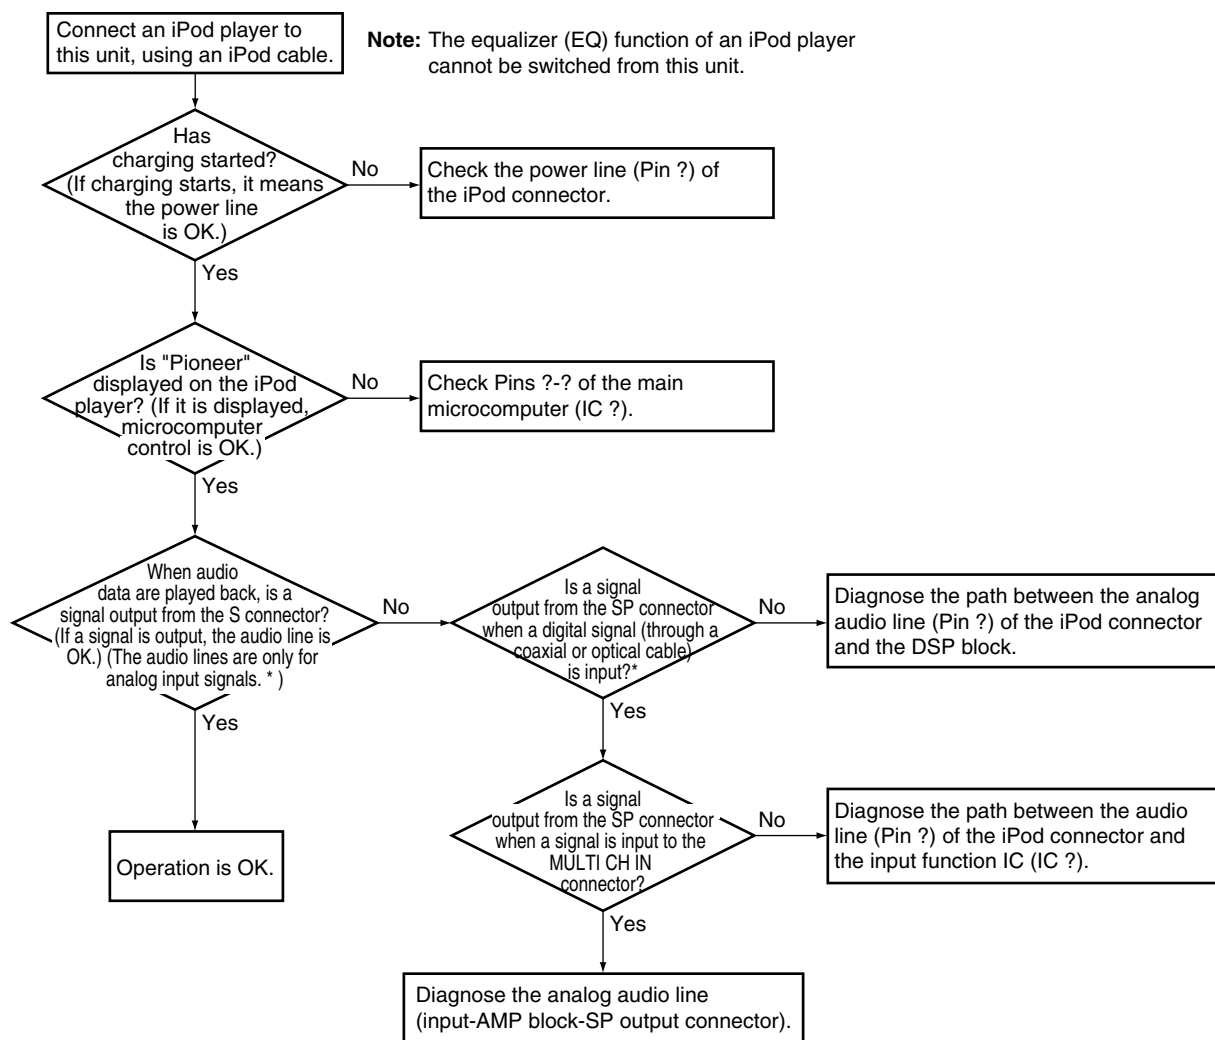 Connect an iPod player to
this unit, using an iPod cable.
Note: The equalizer (EQ) function of an iPod player
cannot be switched from this unit.
Has
charging started?
(If charging starts, it means
the power line
is OK.)
No
Check the power line (Pin ?) of
the iPod connector.
Yes
Is "Pioneer"
displayed on the iPod
player? (If it is displayed,
microcomputer
control is OK.)
No
Check Pins ?-? of the main
microcomputer (IC ?).
Yes
When audio
data are played back, is a
signal output from the S connector?
(If a signal is output, the audio line is
OK.) (The audio lines are only for
analog input signals. * )
No
Is a signal
output from the SP connector
when a digital signal (through a
coaxial or optical cable)
is input?*
No
Diagnose the path between the analog
audio line (Pin ?) of the iPod connector
and the DSP block.
Yes
Yes
Operation is OK.
Is a signal
output from the SP connector
when a signal is input to the
MULTI CH IN
connector?
No
Diagnose the path between the audio
line (Pin ?) of the iPod connector and
the input function IC (IC ?).
Yes
Diagnose the analog audio line
(input-AMP block-SP output connector).